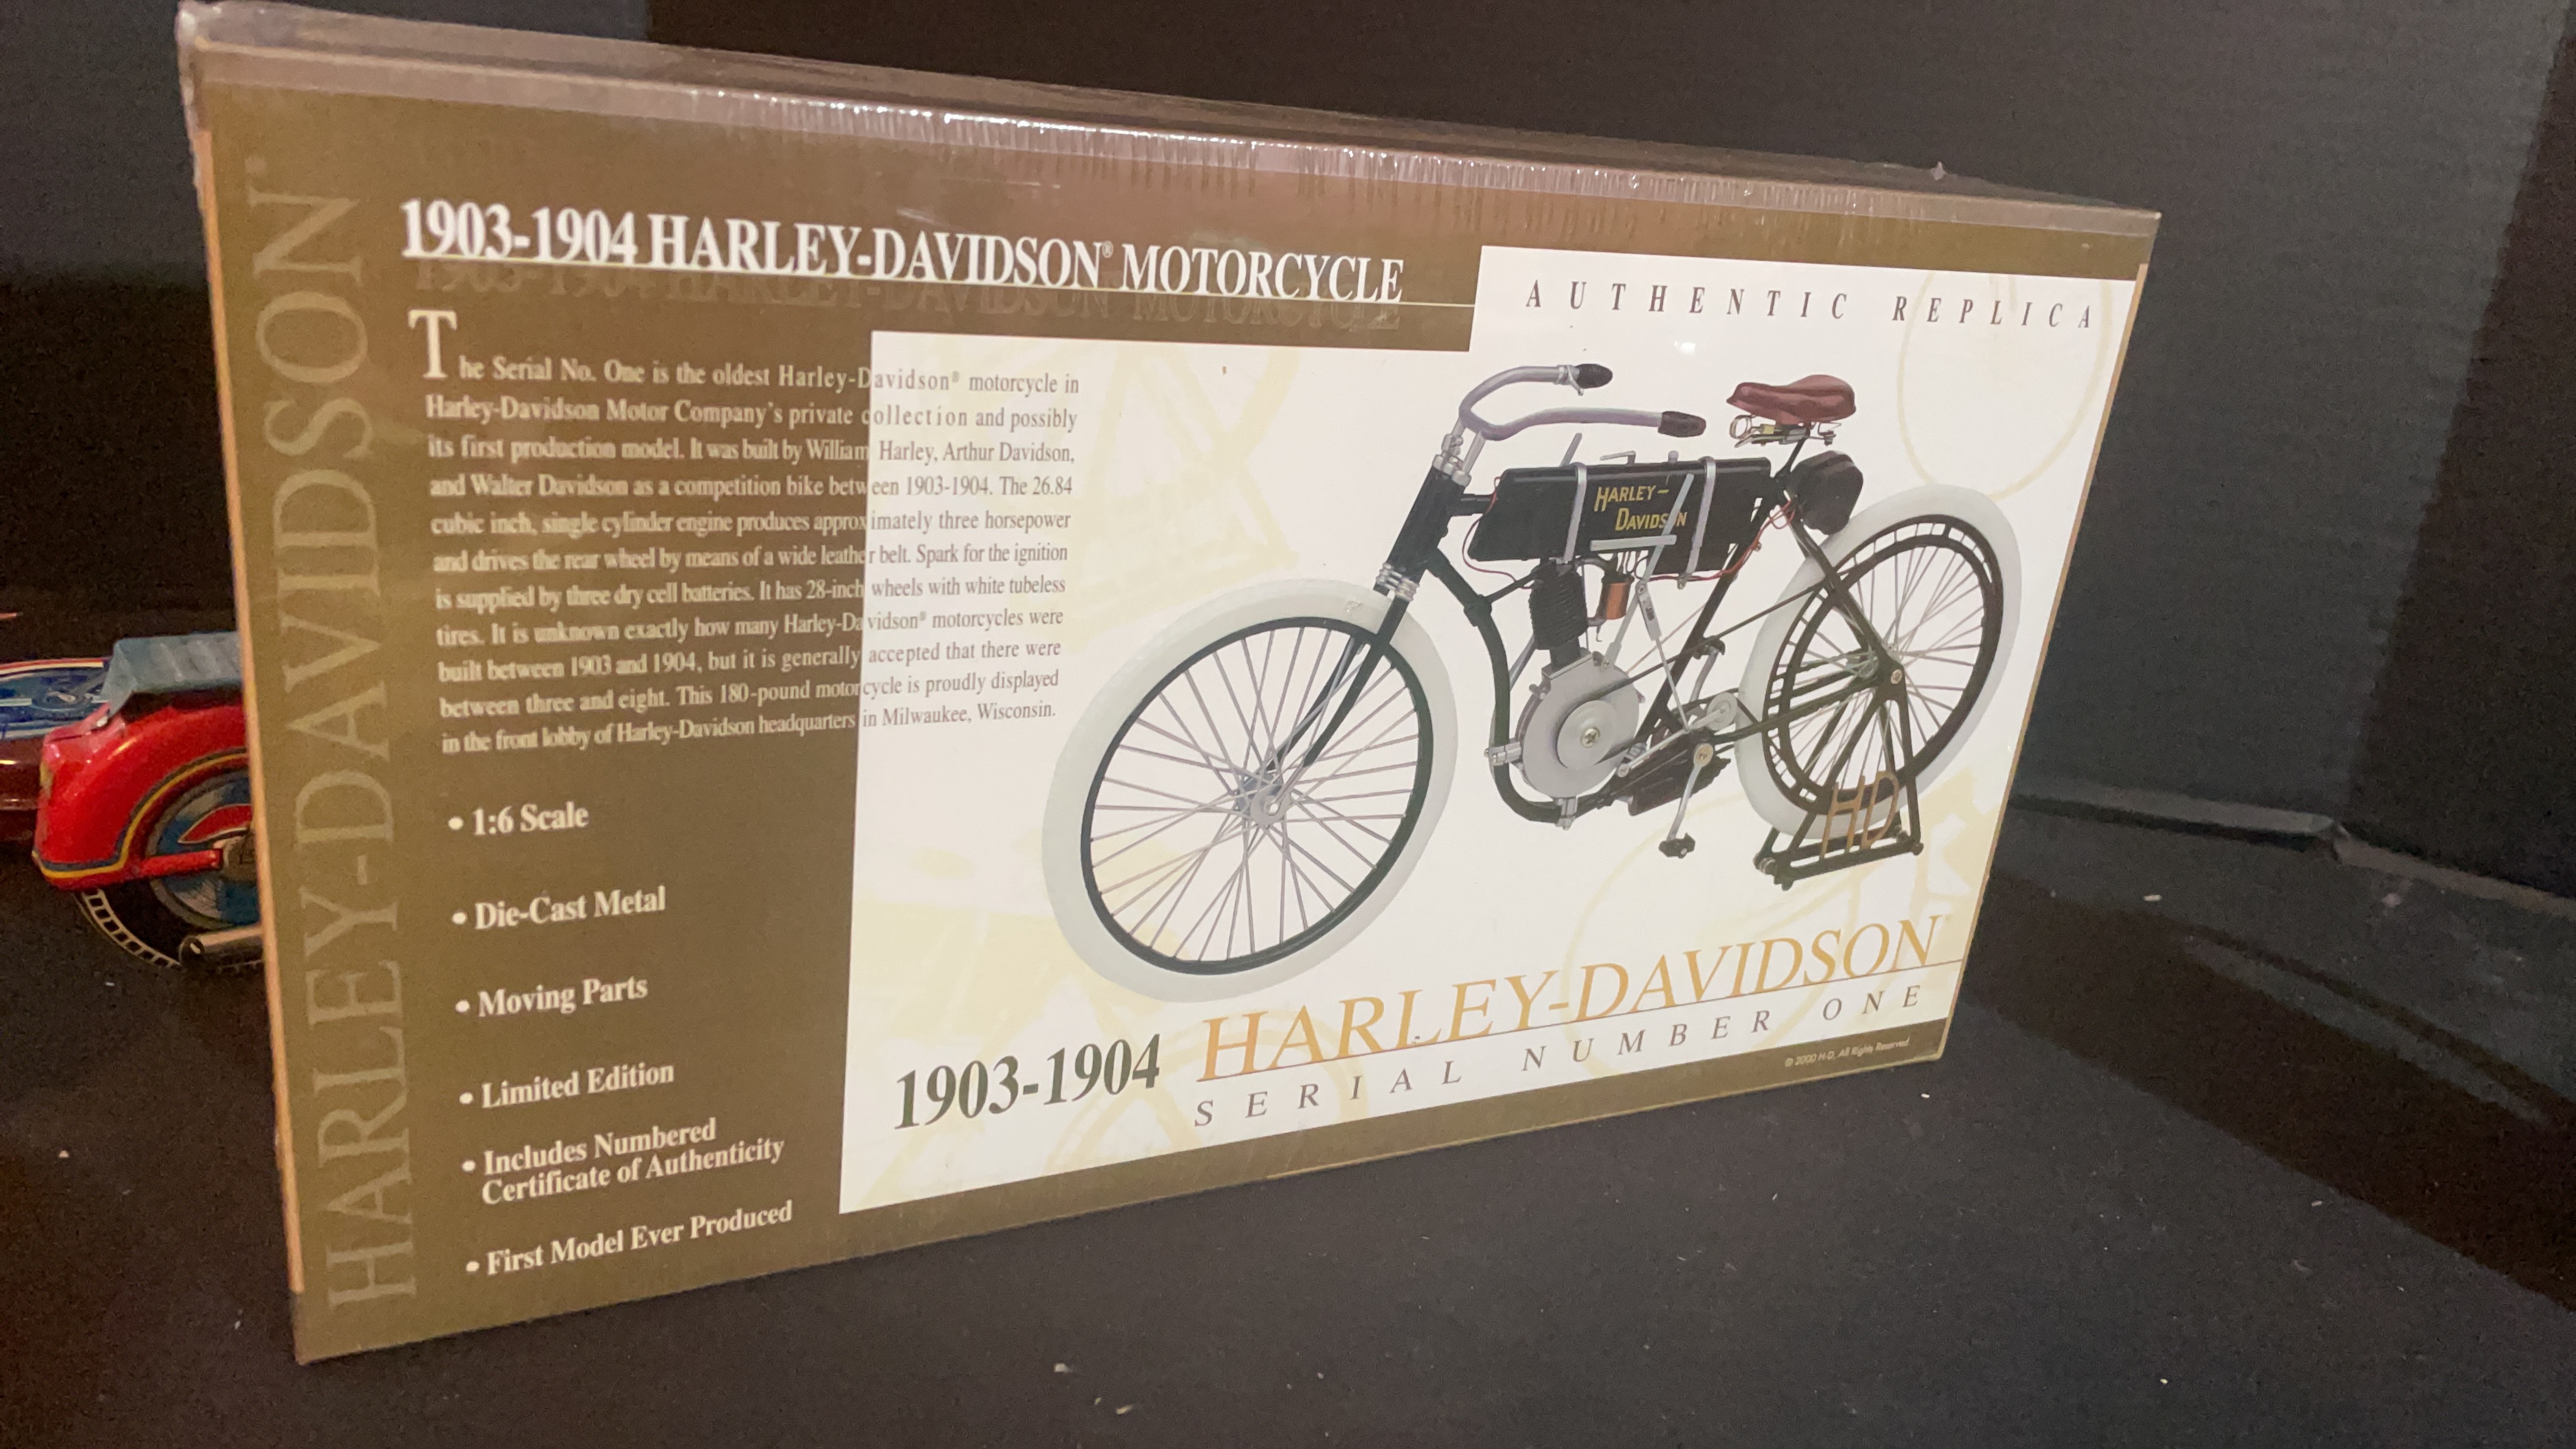 HARLEY-DAVIDSON®
1903-1904 HARLEY-DAVIDSON® MOTORCYCLE
The Serial No. One is the oldest Harley-Davidson® motorcycle in
Harley-Davidson Motor Company's private collection and possibly
its first production model. It was built by William Harley, Arthur Davidson,
and Walter Davidson as a competition bike between 1903-1904. The 26.84
cubic inch, single cylinder engine produces approximately three horsepower
and drives the rear wheel by means of a wide leather belt. Spark for the ignition
is supplied by three dry cell batteries. It has 28-inch wheels with white tubeless
tires. It is unknown exactly how many Harley-Davidson® motorcycles were
built between 1903 and 1904, but it is generally accepted that there were
between three and eight. This 180-pound motorcycle is proudly displayed
in the front lobby of Harley-Davidson headquarters in Milwaukee, Wisconsin.
• 1:6 Scale
• Die-Cast Metal
• Moving Parts
• Limited Edition
• Includes Numbered
Certificate of Authenticity
• First Model Ever Produced
AUTHENTIC REPLICA
HARLEY-
DAVIDSON
HD
1903-1904 HARLEY-DAVIDSON®
SERIAL NUMBER ONE
© 2000 H-D, All Rights Reserved